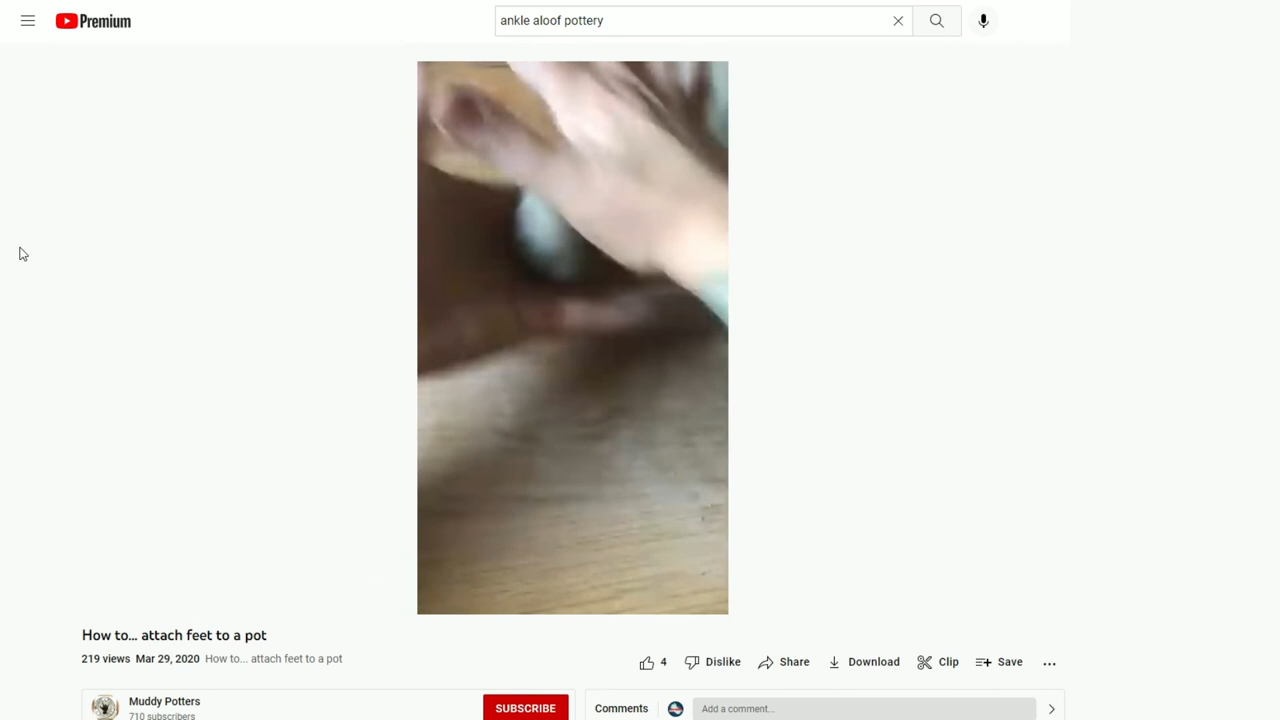 Premium
ankle aloof pottery
How to... attach feet to a pot
219 views Mar 29, 2020 How to... attach feet to a pot
4 Dislike Share Download Clip Save
Muddy Potters
710 subscribers
SUBSCRIBE
Comments
Add a comment...